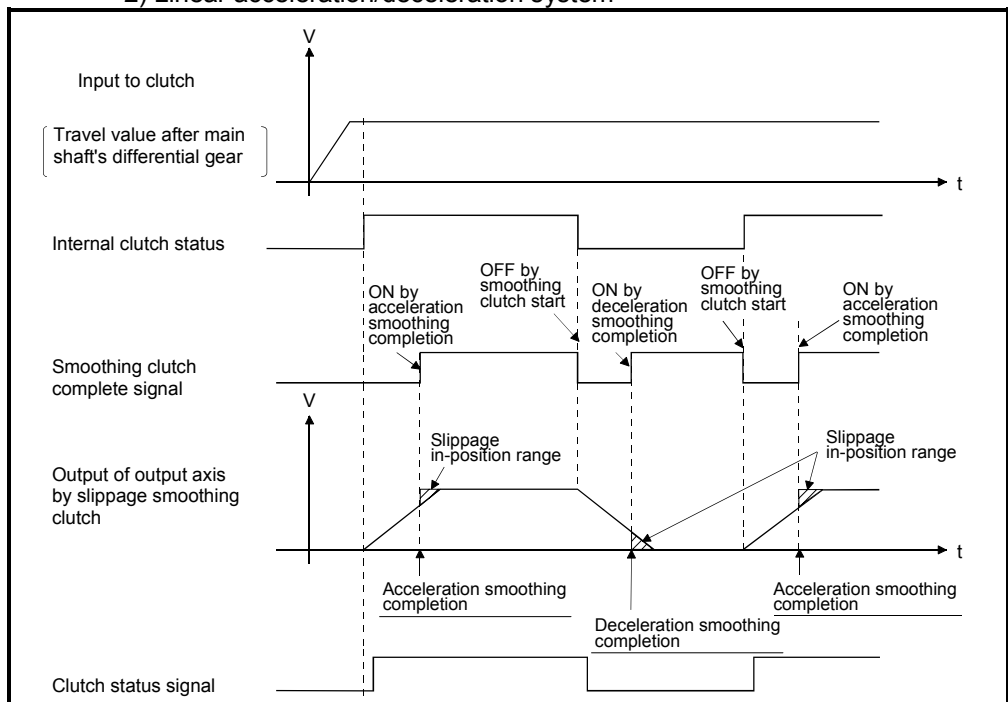 2) Linear acceleration/deceleration system
V
Input to clutch
Travel value after main
shaft's differential gear
t
Internal clutch status
ON by
acceleration
smoothing
completion
OFF by
smoothing
clutch start
ON by
deceleration
smoothing
completion
OFF by
smoothing
clutch start
ON by
acceleration
smoothing
completion
Smoothing clutch
complete signal
V
Slippage
in-position range
Slippage
in-position range
Output of output axis
by slippage smoothing
clutch
t
Acceleration smoothing
completion
Deceleration smoothing
completion
Acceleration smoothing
completion
Clutch status signal